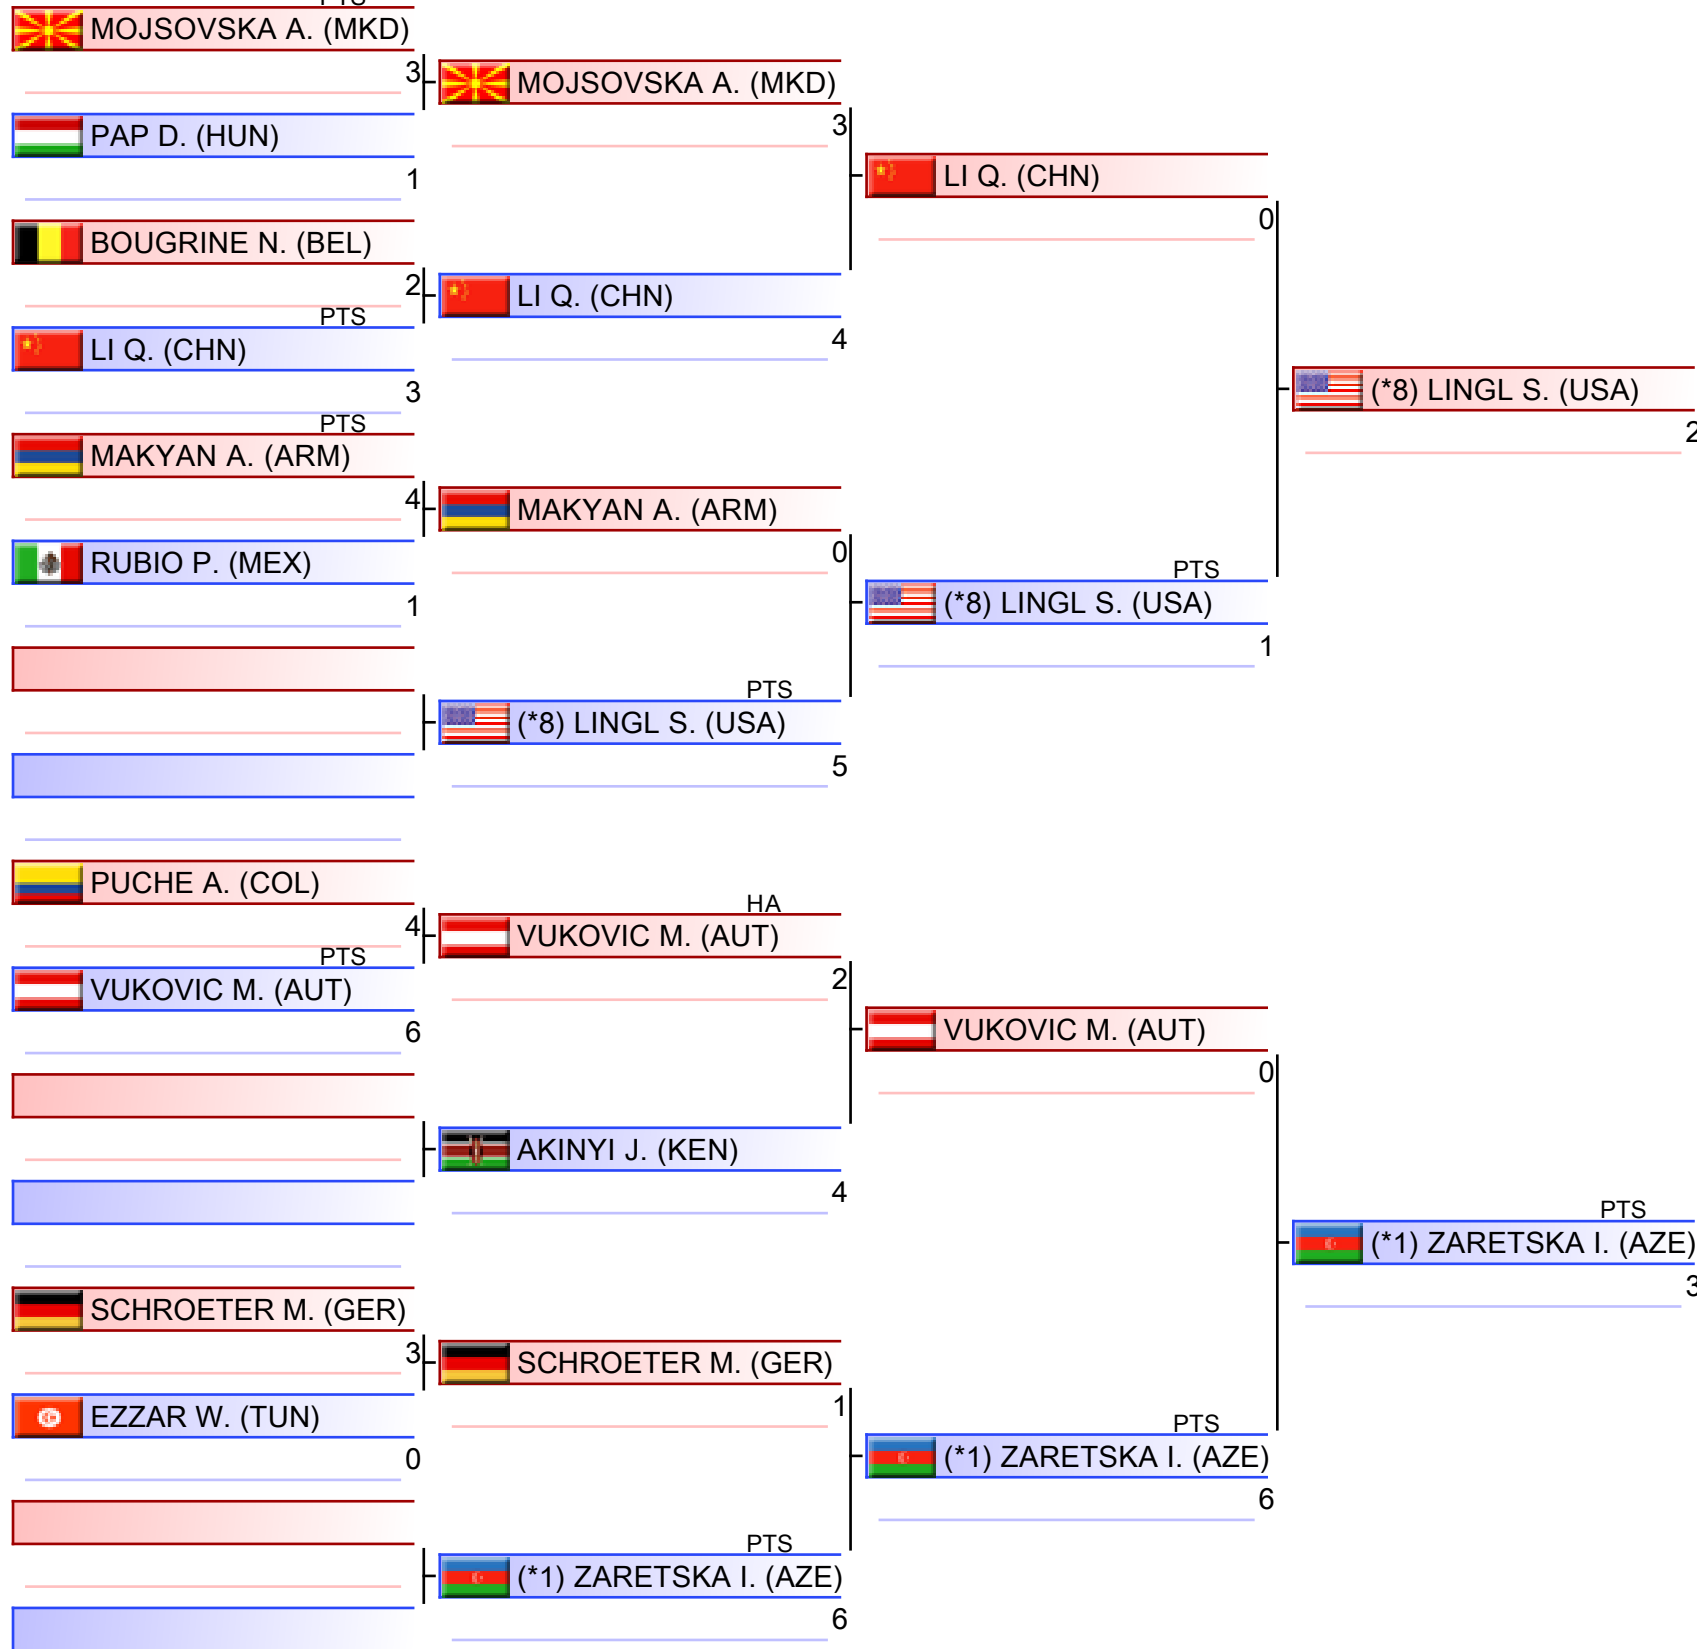 PTS
MOJSOVSKA A. (MKD)
3
MOJSOVSKA A. (MKD)
3
PAP D. (HUN)
1
LI Q. (CHN)
0
BOUGRINE N. (BEL)
2
LI Q. (CHN)
4
PTS
LI Q. (CHN)
3
(*8) LINGL S. (USA)
2
PTS
MAKYAN A. (ARM)
4
MAKYAN A. (ARM)
0
RUBIO P. (MEX)
1
PTS
(*8) LINGL S. (USA)
1
PTS
(*8) LINGL S. (USA)
5
PUCHE A. (COL)
4
HA
VUKOVIC M. (AUT)
2
PTS
VUKOVIC M. (AUT)
6
VUKOVIC M. (AUT)
0
AKINYI J. (KEN)
4
PTS
(*1) ZARETSKA I. (AZE)
3
SCHROETER M. (GER)
3
SCHROETER M. (GER)
1
EZZAR W. (TUN)
0
PTS
(*1) ZARETSKA I. (AZE)
6
PTS
(*1) ZARETSKA I. (AZE)
6